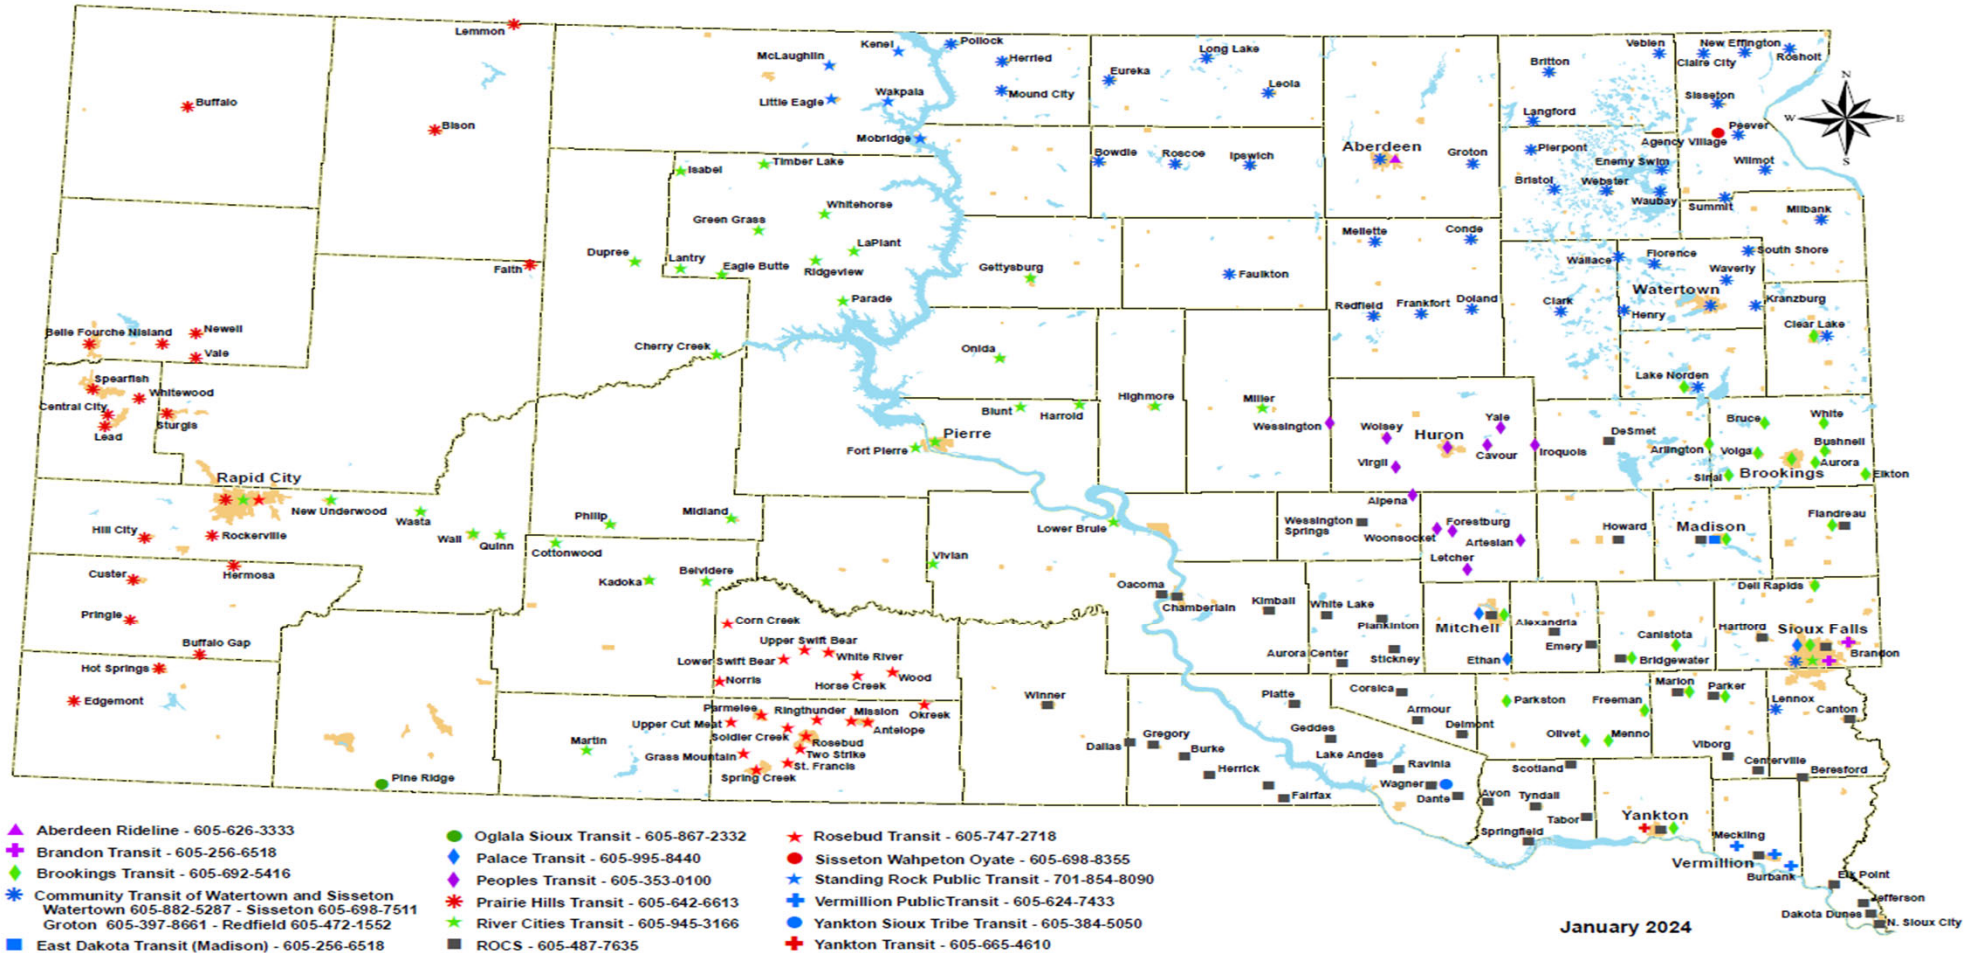 Lemmon
Buffalo
Bison
McLaughlin
Kenel
Pollock
Herried
Long Lake
Eureka
Leola
Little Eagle
Wakpala
Mound City
Mobridge
Britton
Veblen
New Effington
Claire City
Rosholt
Sisseton
Langford
Peever
Agency Village
Pierpont
Enemy Swim
Wilmot
Bristol
Webster
Waubay
Summit
Milbank
N
W
E
S
Isabel
Timber Lake
Bowdle
Roscoe
Ipswich
Aberdeen
Groton
Whitehorse
Green Grass
LaPlant
Dupree
Lantry
Eagle Butte
Ridgeview
Parade
Gettysburg
Faulkton
Mellette
Conde
Redfield
Frankfort
Doland
Wallace
Florence
South Shore
Waverly
Watertown
Clark
Henry
Kranzburg
Clear Lake
Faith
Belle Fourche
Nisland
Newell
Vale
Spearfish
Whitewood
Central City
Sturgis
Lead
Cherry Creek
Onida
Blunt
Harrold
Highmore
Miller
Pierre
Fort Pierre
Wessington
Wolsey
Huron
Yale
Cavour
Iroquois
Virgil
Alpena
DeSmet
Lake Norden
Bruce
White
Arlington
Volga
Bushnell
Aurora
Sinai
Brookings
Elkton
Rapid City
New Underwood
Wasta
Wall
Quinn
Hill City
Rockerville
Hermosa
Custer
Pringle
Buffalo Gap
Hot Springs
Edgemont
Philip
Midland
Cottonwood
Kadoka
Belvidere
Vivian
Lower Brule
Wessington
Springs
Woonsocket
Forestburg
Artesian
Letcher
Howard
Madison
Flandreau
Dell Rapids
Oacoma
Chamberlain
Kimball
White Lake
Plankinton
Mitchell
Alexandria
Emery
Aurora Center
Stickney
Ethan
Canistota
Bridgewater
Hartford
Sioux Falls
Brandon
Corn Creek
Upper Swift Bear
Lower Swift Bear
White River
Norris
Horse Creek
Wood
Parmelee
Ringthunder
Mission
Okreek
Upper Cut Meat
Soldier Creek
Antelope
Rosebud
Grass Mountain
Two Strike
St. Francis
Spring Creek
Martin
Pine Ridge
Winner
Dallas
Gregory
Burke
Herrick
Fairfax
Platte
Geddes
Corsica
Armour
Delmont
Lake Andes
Ravinia
Wagner
Dante
Parkston
Freeman
Olivet
Menno
Marion
Parker
Lennox
Canton
Viborg
Centerville
Beresford
Scotland
Avon
Tyndall
Tabor
Springfield
Yankton
Meckling
Vermillion
Burbank
Elk Point
Jefferson
Dakota Dunes
N. Sioux City
Aberdeen Rideline - 605-626-3333
Brandon Transit - 605-256-6518
Brookings Transit - 605-692-5416
Community Transit of Watertown and Sisseton
Watertown 605-882-5287 - Sisseton 605-698-7511
Groton 605-397-8661 - Redfield 605-472-1552
East Dakota Transit (Madison) - 605-256-6518
Oglala Sioux Transit - 605-867-2332
Palace Transit - 605-995-8440
Peoples Transit - 605-353-0100
Prairie Hills Transit - 605-642-6613
River Cities Transit - 605-945-3166
ROCS - 605-487-7635
Rosebud Transit - 605-747-2718
Sisseton Wahpeton Oyate - 605-698-8355
Standing Rock Public Transit - 701-854-8090
Vermillion PublicTransit - 605-624-7433
Yankton Sioux Tribe Transit - 605-384-5050
Yankton Transit - 605-665-4610
January 2024